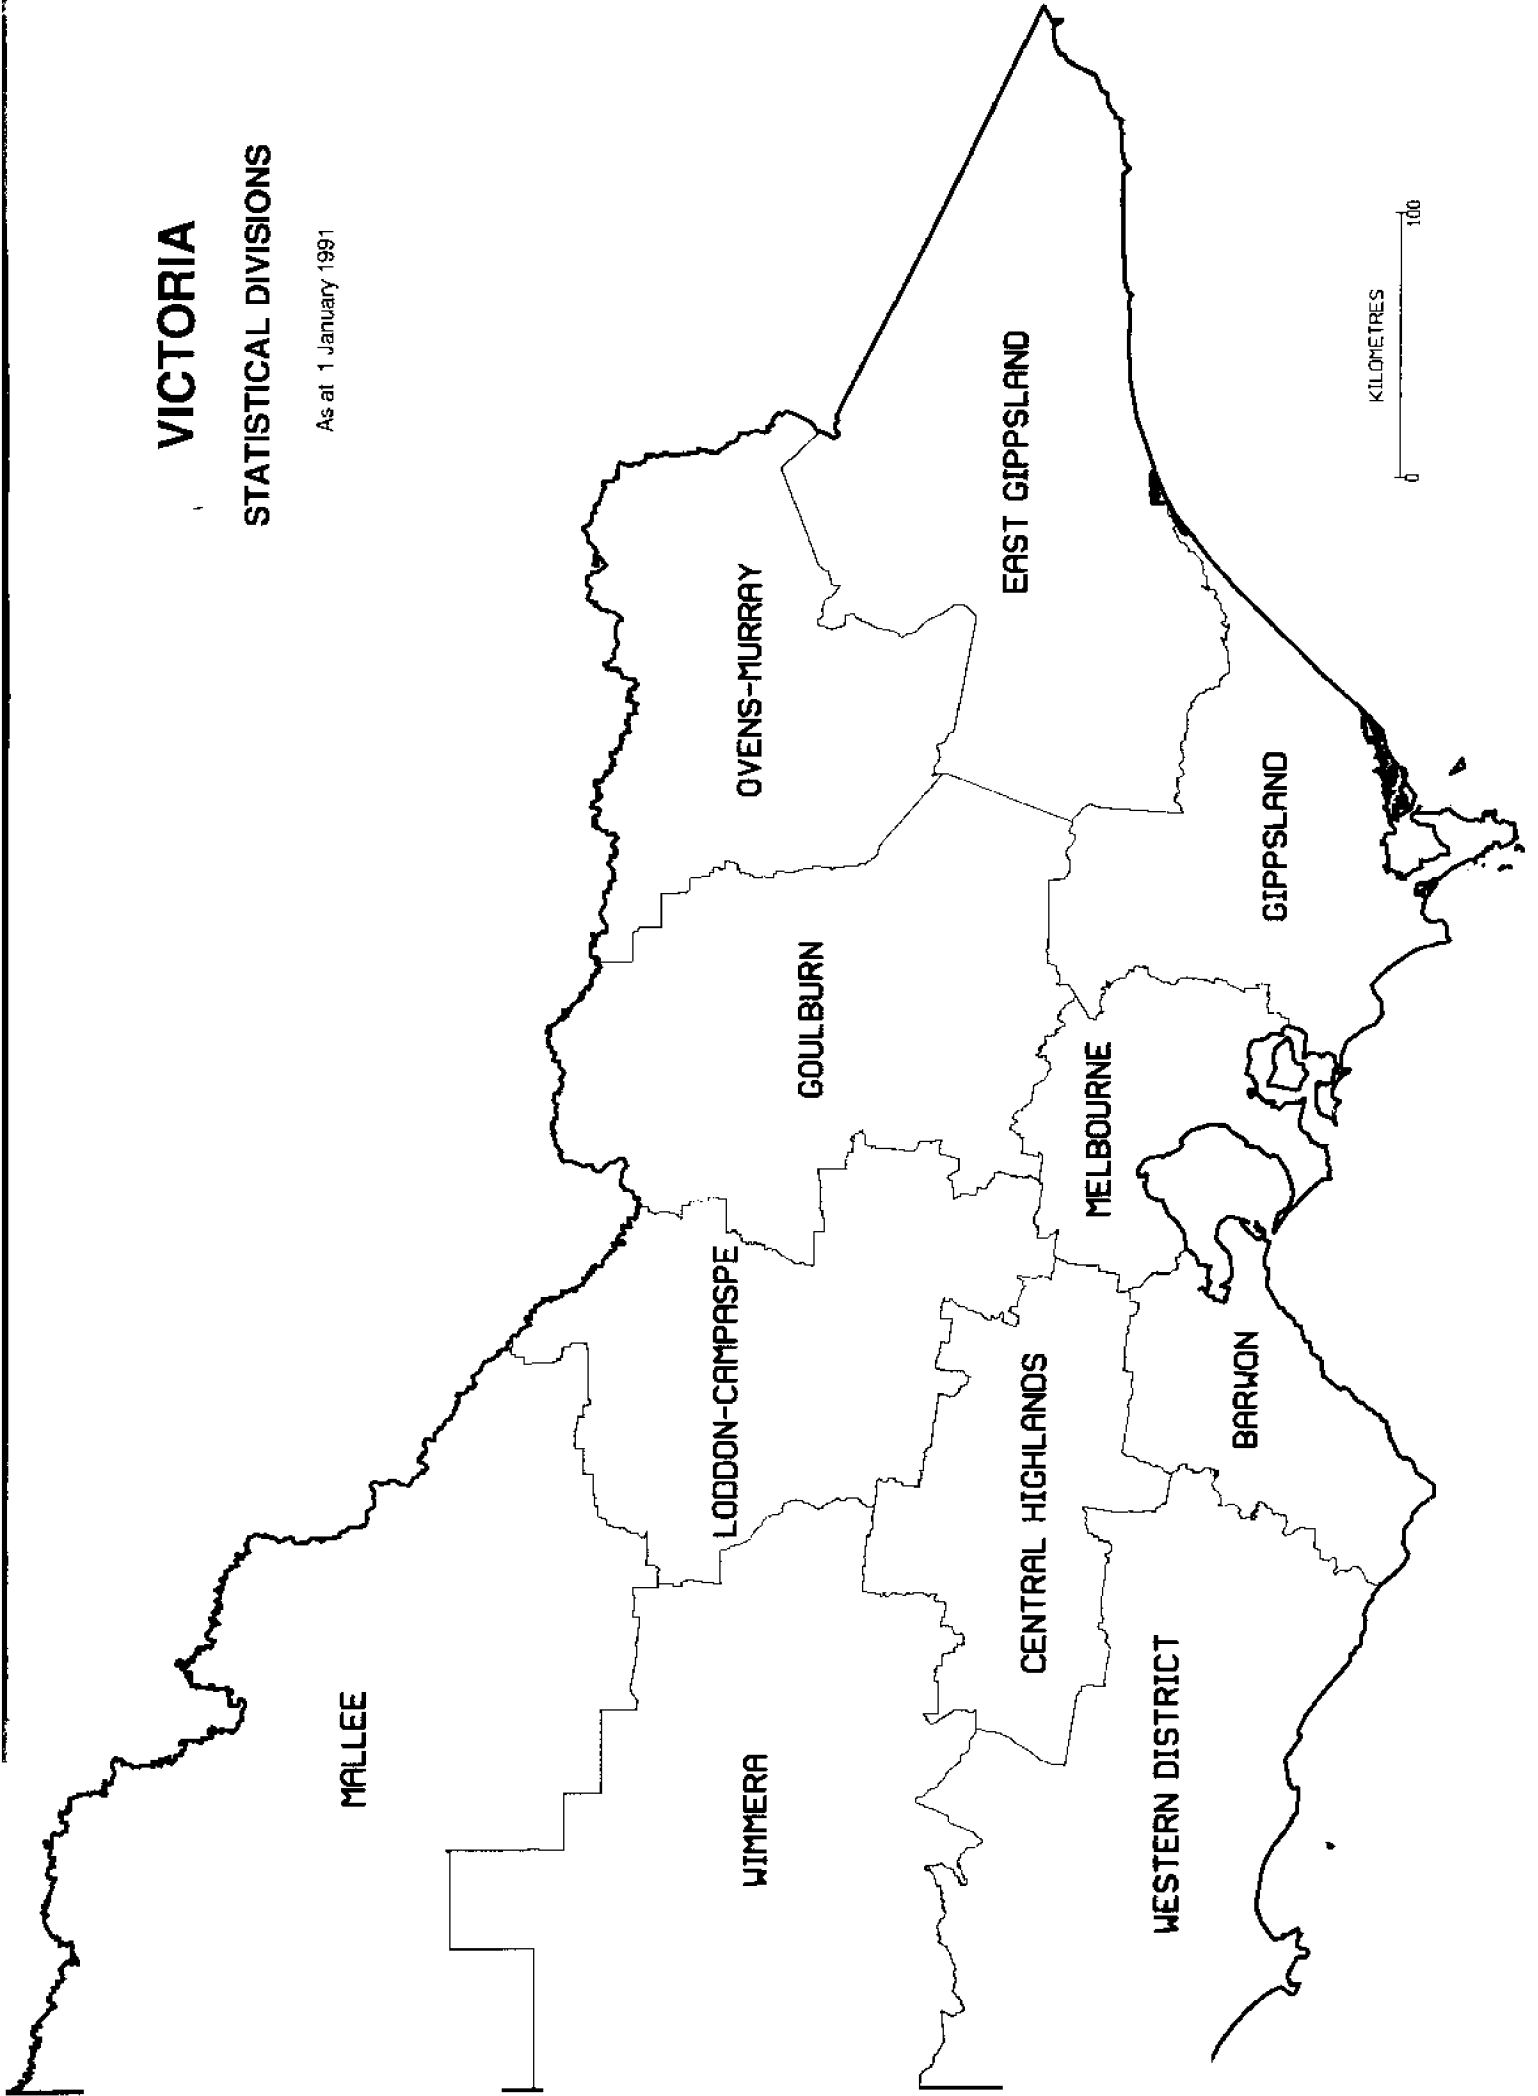 VICTORIA
STATISTICAL DIVISIONS
As at 1 January 1991
MALLEE
WIMMERA
LODDON-CAMPASPE
GOULBURN
OVENS-MURRAY
EAST GIPPSLAND
CENTRAL HIGHLANDS
MELBOURNE
WESTERN DISTRICT
BARWON
GIPPSLAND
KILOMETRES
0 100